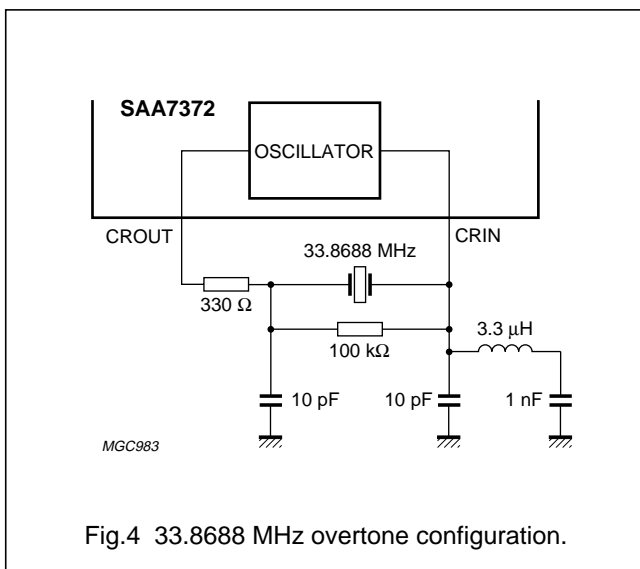 SAA7372
OSCILLATOR
CROUT
CRIN
33.8688 MHz
330 Ω
100 kΩ
3.3 µH
10 pF
10 pF
1 nF
MGC983
Fig.4 33.8688 MHz overtone configuration.